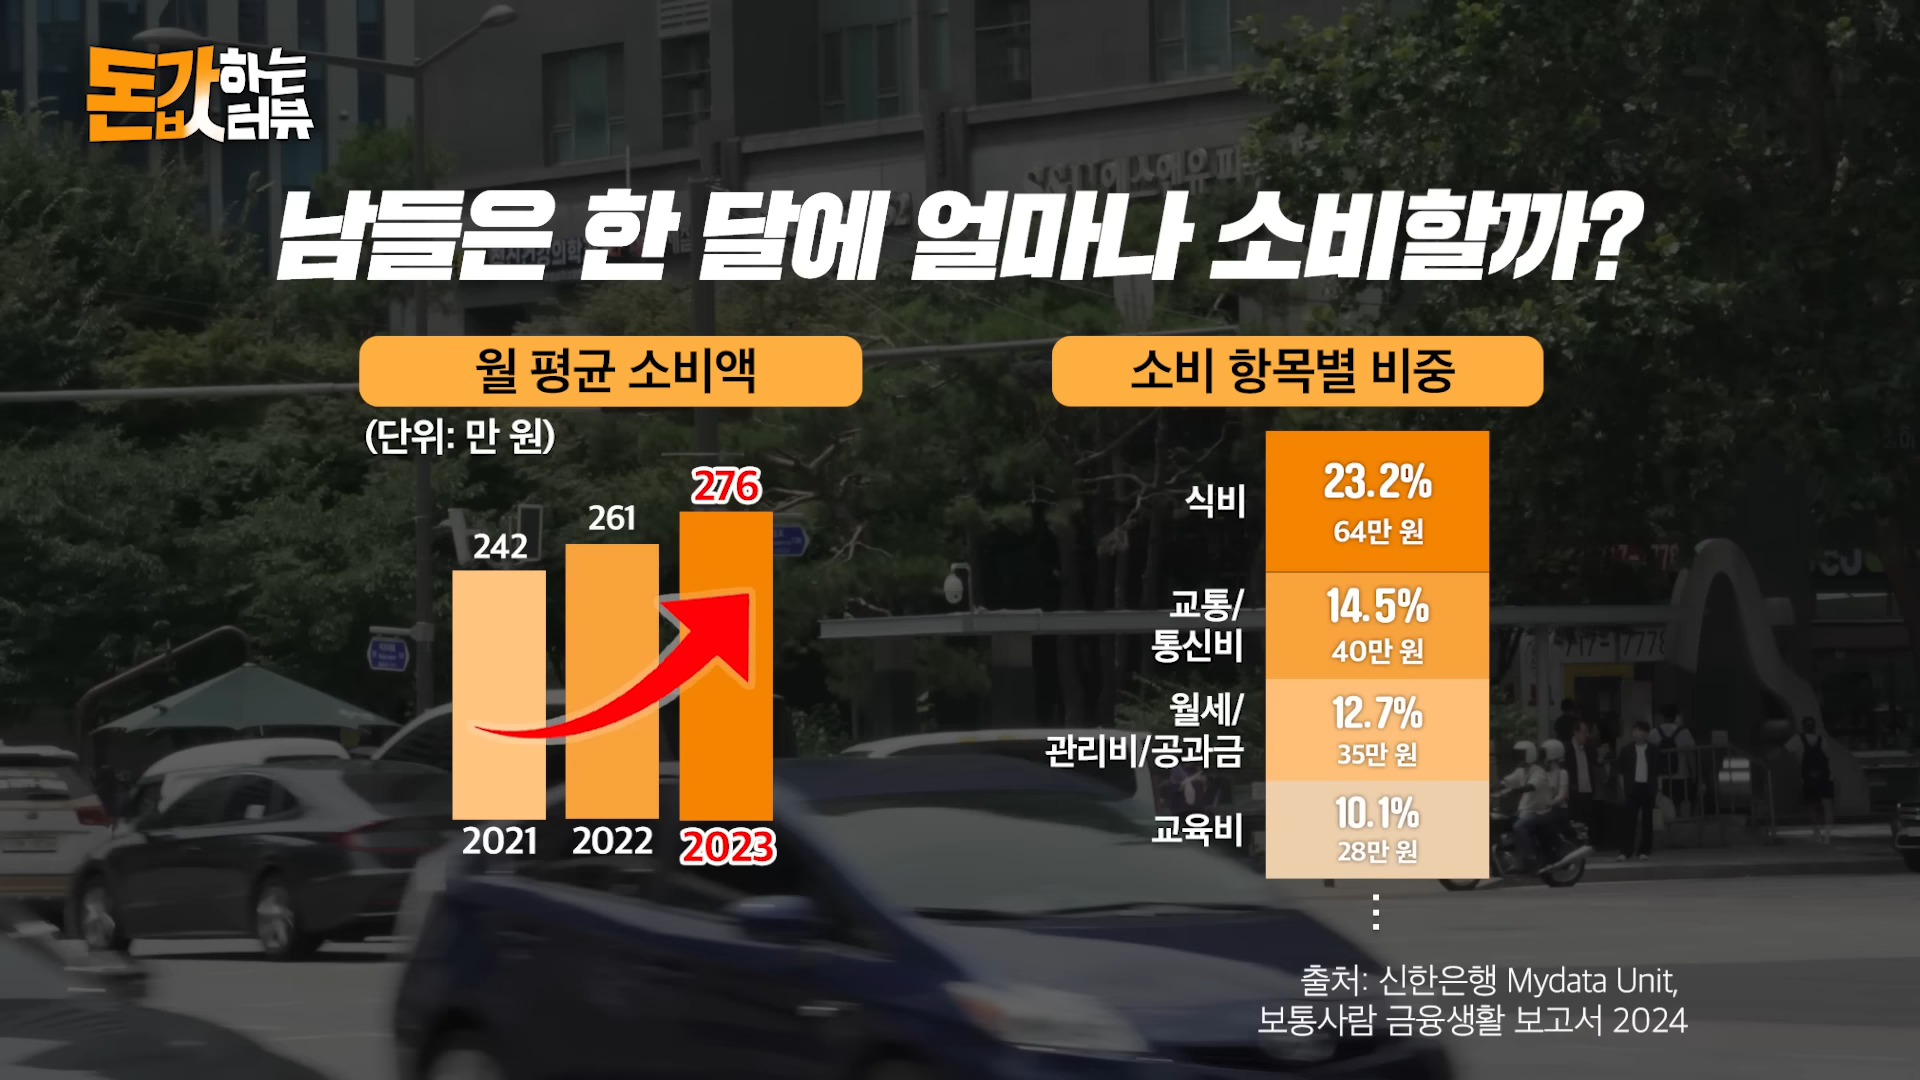 돈값하는
터뷰
남들은 한 달에 얼마나 소비할까?
월 평균 소비액
(단위: 만 원)
242
261
276
2021
2022
2023
소비 항목별 비중
식비
23.2%
64만 원
교통/
통신비
14.5%
40만 원
월세/
관리비/공과금
12.7%
35만 원
교육비
10.1%
28만 원
⋮
출처: 신한은행 Mydata Unit,
보통사람 금융생활 보고서 2024